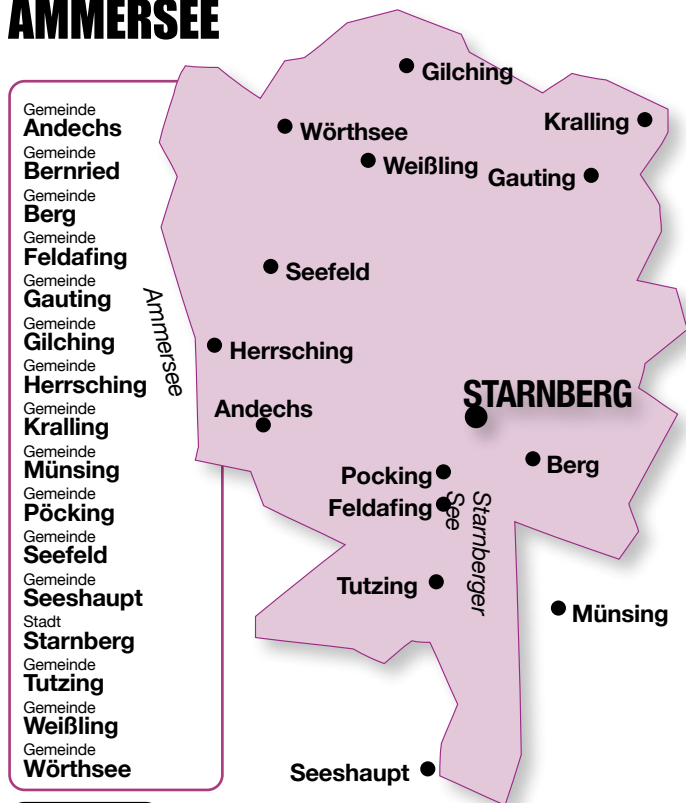 AMMERSEE
Gemeinde
Andechs
Gemeinde
Bernried
Gemeinde
Berg
Gemeinde
Feldafing
Gemeinde
Gauting
Gemeinde
Gilching
Gemeinde
Herrsching
Gemeinde
Kralling
Gemeinde
Münsing
Gemeinde
Pöcking
Gemeinde
Seefeld
Gemeinde
Seeshaupt
Stadt
Starnberg
Gemeinde
Tutzing
Gemeinde
Weißling
Gemeinde
Wörthsee
Gilching
Kralling
Wörthsee
Weißling
Gauting
Seefeld
Ammersee
Herrsching
Andechs
STARNBERG
Berg
Pocking
Feldafing
Starnberger
See
Tutzing
Münsing
Seeshaupt